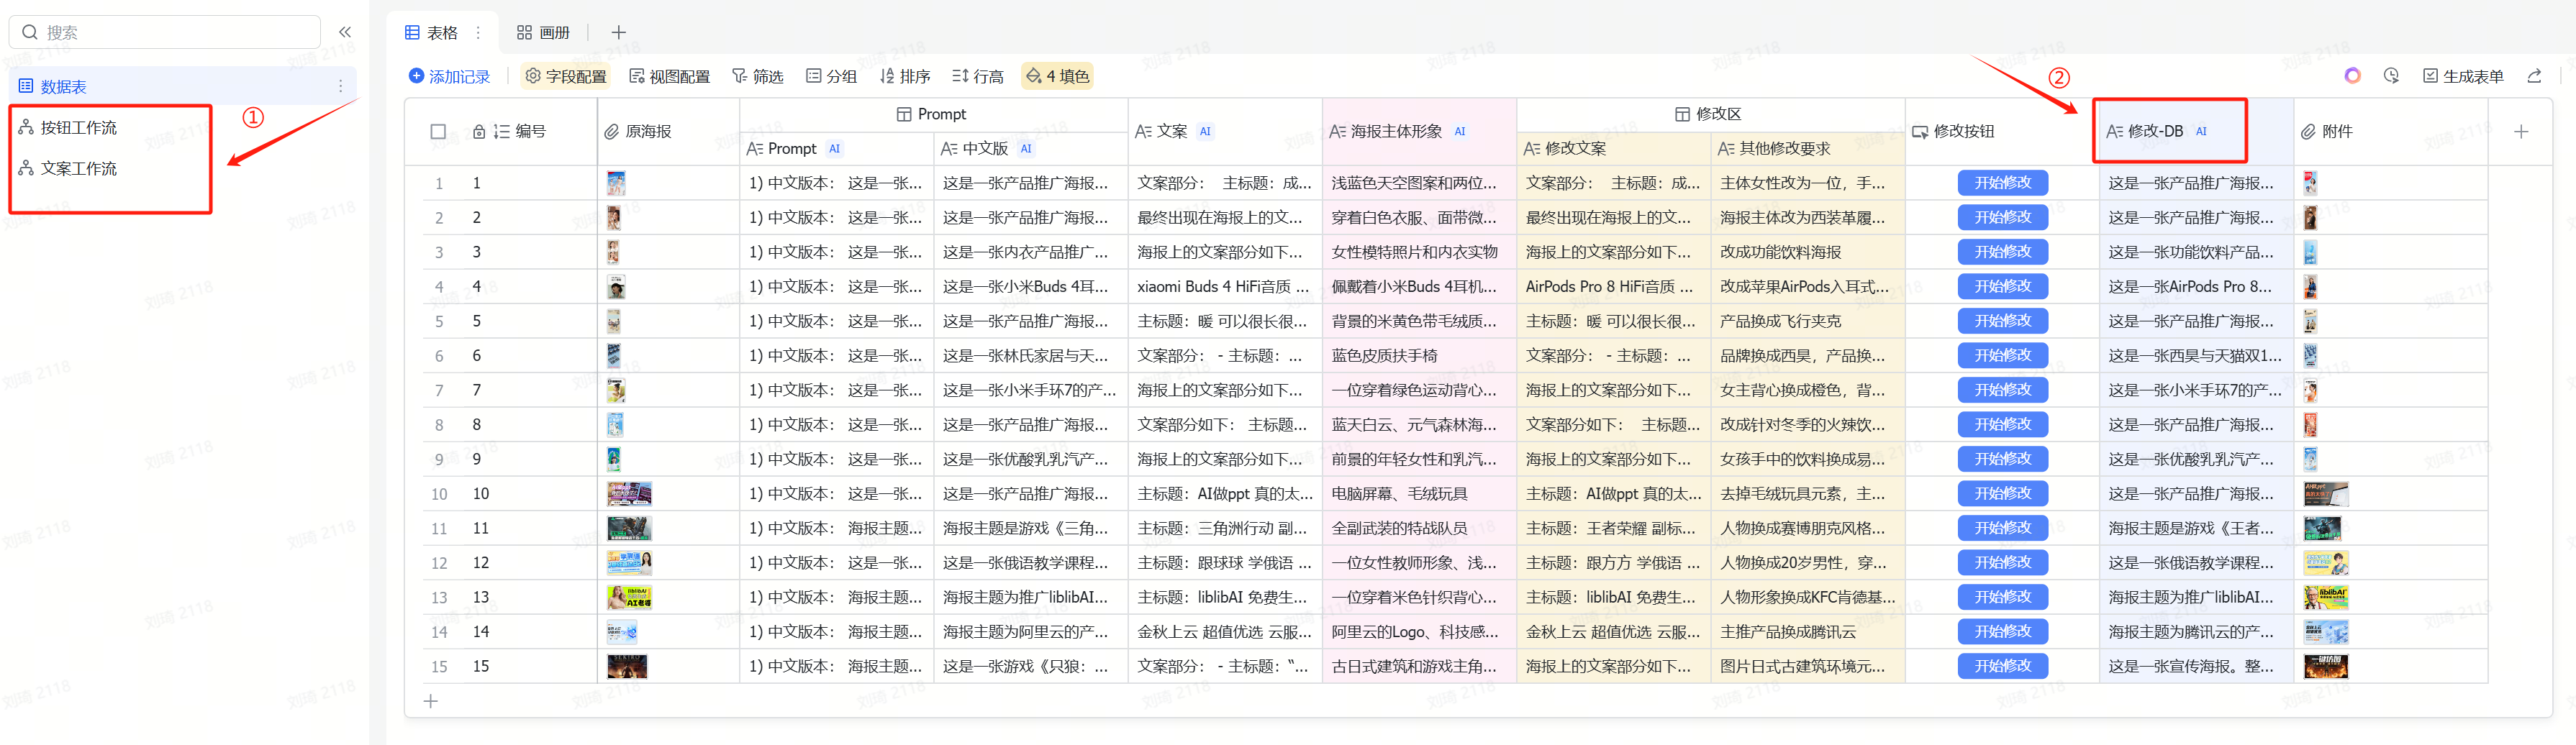 搜索
数据表
按钮工作流
文案工作流
①
表格
画册
添加记录 字段配置 视图配置 筛选 分组 排序 行高 4 填色 生成表单
②
编号 原海报 Prompt 文案 AI 海报主体形象 AI 修改区 修改按钮 修改-DB AI 附件
Prompt AI 中文版 AI 修改文案 其他修改要求
1 1 1) 中文版本： 这是一张... 这是一张产品推广海报... 文案部分： 主标题：成... 浅蓝色天空图案和两位... 文案部分： 主标题：成... 主体女性改为一位，手... 开始修改 这是一张产品推广海报...
2 2 1) 中文版本： 这是一张... 这是一张产品推广海报... 最终出现在海报上的文... 穿着白色衣服、面带微... 最终出现在海报上的文... 海报主体改为西装革履... 开始修改 这是一张产品推广海报...
3 3 1) 中文版本： 这是一张... 这是一张内衣产品推广... 海报上的文案部分如下... 女性模特照片和内衣实物 海报上的文案部分如下... 改成功能饮料海报 开始修改 这是一张功能饮料产品...
4 4 1) 中文版本： 这是一张... 这是一张小米Buds 4耳... xiaomi Buds 4 HiFi音质 ... 佩戴着小米Buds 4耳机... AirPods Pro 8 HiFi音质 ... 改成苹果AirPods入耳式... 开始修改 这是一张AirPods Pro 8...
5 5 1) 中文版本： 这是一张... 这是一张产品推广海报... 主标题：暖 可以很长很... 背景的米黄色带毛绒质... 主标题：暖 可以很长很... 产品换成飞行夹克 开始修改 这是一张产品推广海报...
6 6 1) 中文版本： 这是一张... 这是一张林氏家居与天... 文案部分： - 主标题：... 蓝色皮质扶手椅 文案部分： - 主标题：... 品牌换成西昊，产品换... 开始修改 这是一张西昊与天猫双1...
7 7 1) 中文版本： 这是一张... 这是一张小米手环7的产... 海报上的文案部分如下... 一位穿着绿色运动背心... 海报上的文案部分如下... 女主背心换成橙色，背... 开始修改 这是一张小米手环7的产...
8 8 1) 中文版本： 这是一张... 这是一张产品推广海报... 文案部分如下： 主标题... 蓝天白云、元气森林海... 文案部分如下： 主标题... 改成针对冬季的火辣饮... 开始修改 这是一张产品推广海报...
9 9 1) 中文版本： 这是一张... 这是一张优酸乳乳汽产... 海报上的文案部分如下... 前景的年轻女性和乳汽... 海报上的文案部分如下... 女孩手中的饮料换成易... 开始修改 这是一张优酸乳乳汽产...
10 10 1) 中文版本： 这是一张... 这是一张产品推广海报... 主标题：AI做ppt 真的太... 电脑屏幕、毛绒玩具 主标题：AI做ppt 真的太... 去掉毛绒玩具元素，主... 开始修改 这是一张产品推广海报...
11 11 1) 中文版本： 海报主题... 海报主题是游戏《三角... 主标题：三角洲行动 副... 全副武装的特战队员 主标题：王者荣耀 副标... 人物换成赛博朋克风格... 开始修改 海报主题是游戏《王者...
12 12 1) 中文版本： 这是一张... 这是一张俄语教学课程... 主标题：跟球球 学俄语 ... 一位女性教师形象、浅... 主标题：跟方方 学俄语 ... 人物换成20岁男性，穿... 开始修改 这是一张俄语教学课程...
13 13 1) 中文版本： 海报主题... 海报主题为推广liblibAI... 主标题：liblibAI 免费生... 一位穿着米色针织背心... 主标题：liblibAI 免费生... 人物形象换成KFC肯德基... 开始修改 海报主题为推广liblibAI...
14 14 1) 中文版本： 海报主题... 海报主题为阿里云的产... 金秋上云 超值优选 云服... 阿里云的Logo、科技感... 金秋上云 超值优选 云服... 主推产品换成腾讯云 开始修改 海报主题为腾讯云的产...
15 15 1) 中文版本： 海报主题... 这是一张游戏《只狼：... 文案部分： - 主标题：“... 古日式建筑和游戏主角... 海报上的文案部分如下... 图片日式古建筑环境元... 开始修改 这是一张宣传海报。整...
刘琦 2118